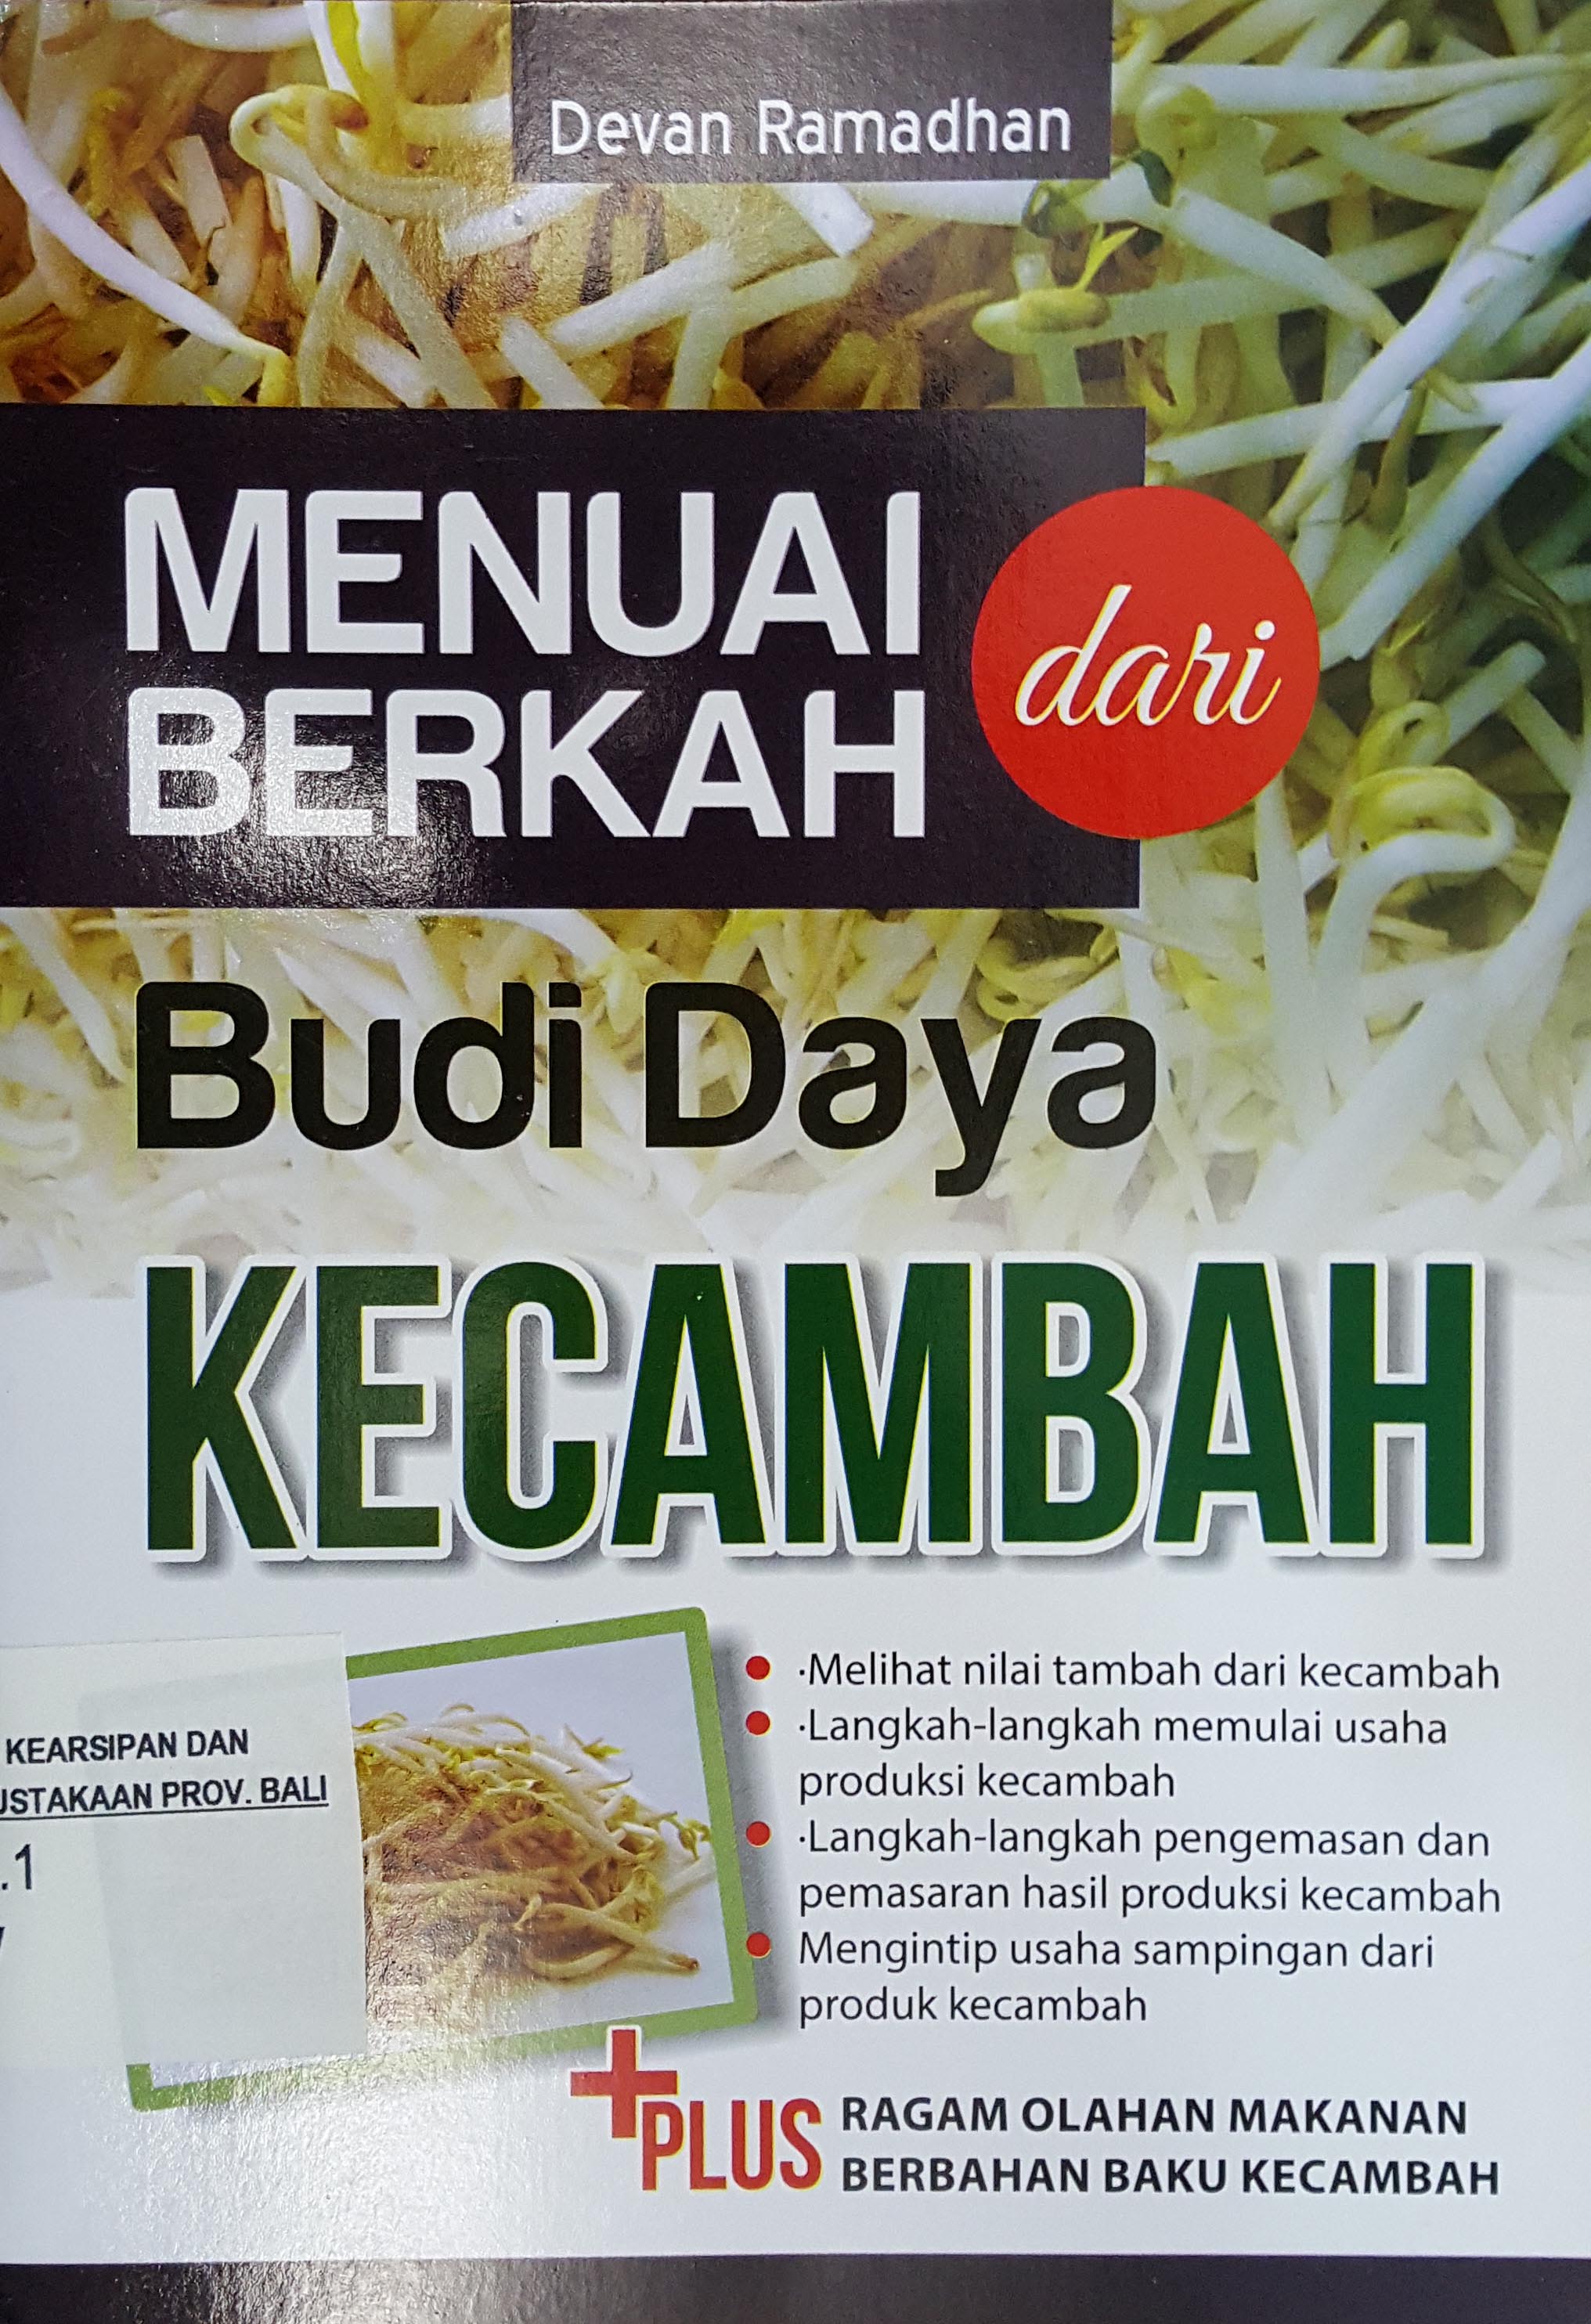 Devan Ramadhan
MENUAI
BERKAH
dari
Budi Daya
KECAMBAH
·Melihat nilai tambah dari kecambah
·Langkah-langkah memulai usaha
produksi kecambah
·Langkah-langkah pengemasan dan
pemasaran hasil produksi kecambah
Mengintip usaha sampingan dari
produk kecambah
KEARSIPAN DAN
USTAKAAN PROV. BALI
.1
+PLUS
RAGAM OLAHAN MAKANAN
BERBAHAN BAKU KECAMBAH